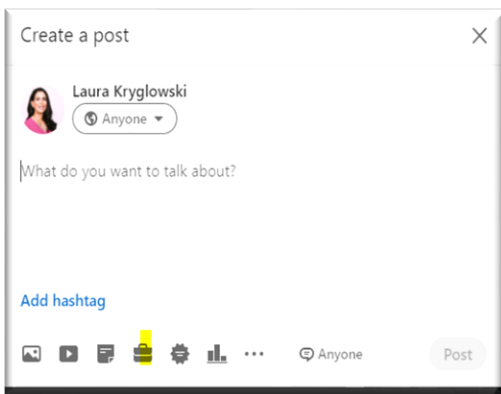 Create a post
Laura Kryglowski
Anyone
What do you want to talk about?
Add hashtag
Anyone
Post